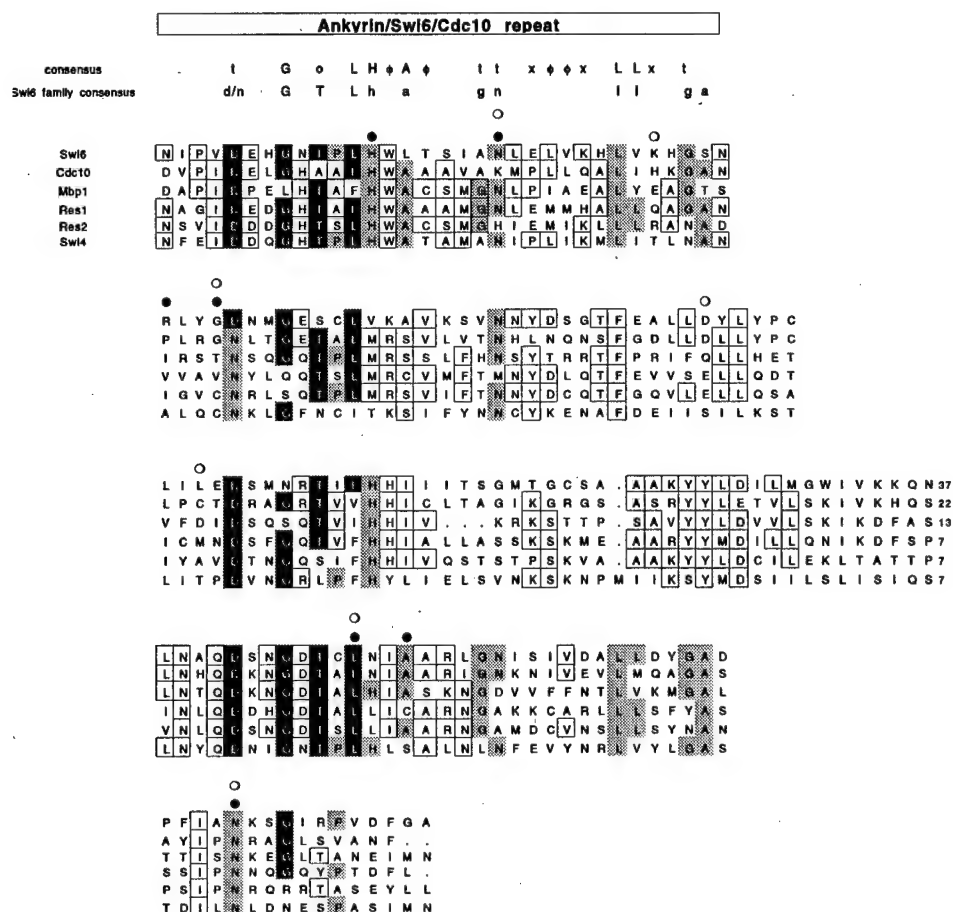 Ankyrin/Swi6/Cdc10 repeat
consensus t G o L H ϕ A ϕ t t x ϕ ϕ x L L x t
Swi6 family consensus d/n G T L h a g n l l g a
Swi6 N I P V D E H G N T P L H W L T S I A N L E L V K H L V K H G S N
Cdc10 D V P I D E L G H A A L H W A A A V A K M P L L Q A L I H K G A N
Mbp1 D A P I D P E L H T A F H W A C S M G N L P I A E A L Y E A G T S
Res1 N A G I D E D G H T A L H W A A A M G N L E M M H A L L Q A G A N
Res2 N S V I D D D G H T S L H W A C S M G H I E M I K L L L R A N A D
Swi4 N F E I D D Q G H T P L H W A T A M A N I P L I K M L I T L N A N
R L Y G D N M G E S C L V K A V K S V N N Y D S G T F E A L L D Y L Y P C
P L R G N L T G E T A L M R S V L V T N H L N Q N S F G D L L D L L Y P C
I R S T N S Q G Q T P L M R S S L F H N S Y T R R T F P R I F Q L L H E T
V V A V N Y L Q Q T S L M R C V M F T M N Y D L Q T F E V V S E L L Q D T
I G V C N R L S Q T P L M R S V I F T N N Y D C Q T F G Q V L E L L Q S A
A L Q C N K L G F N C I T K S I F Y N N C Y K E N A F D E I I S I L K S T
L I L E D S M N R T I L H H I I I T S G M T G C S A . A A K Y Y L D I L M G W I V K K Q N 37
L P C T D R A G R T V V H H I C L T A G I K G R G S . A S R Y Y L E T V L S K I V K H Q S 22
V F D I D S Q S Q T V I H H I V . . . K R K S T T P . S A V Y Y L D V V L S K I K D F A S 13
I C M N D S F G Q T V F H H I A L L A S S K S K M E . A A R Y Y M D I L L Q N I K D F S P 7
I Y A V D T N G Q S I F H H I V Q S T S T P S K V A . A A K Y Y L D C I L E K L T A T T P 7
L I T P D V N G R L P F H Y L I E L S V N K S K N P M I I K S Y M D S I I L S L I S I Q S 7
L N A Q D S N G D T C L N I A A R L G N I S I V D A L L D Y G A D
L N H Q D K N G D T A L N I A A R I G N K N I V E V L M Q A G A S
L N T Q D K N G D T A L H I A S K N G D V V F F N T L V K M G A L
I N L Q D D H G D T A L L I C A R N G A K K C A R L L L S F Y A S
V N L Q D S N G D T S L L I A A R N G A M D C V N S L L S Y N A N
L N Y Q D N I G N T P L H L S A L N L N F E V Y N R L V Y L G A S
P F I A N K S G I R P V D F G A
A Y I P N R A G L S V A N F . .
T T I S N K E G L T A N E I M N
S S I P N N Q G Q Y P T D F L .
P S I P N R Q R R T A S E Y L L
T D I L N L D N E S P A S I M N